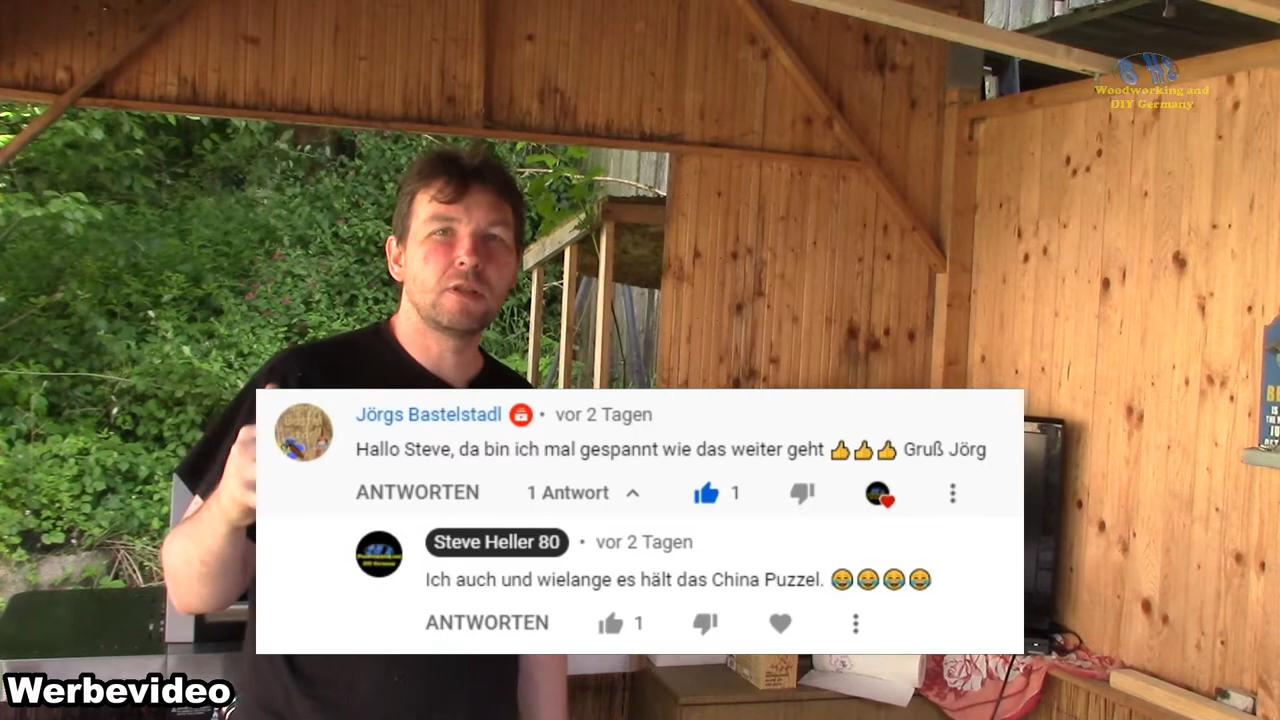 SH8
Woodworking and
DIY Germany
Jörgs Bastelstadl • vor 2 Tagen
Hallo Steve, da bin ich mal gespannt wie das weiter geht 👍👍👍 Gruß Jörg
ANTWORTEN 1 Antwort 1
Steve Heller 80 • vor 2 Tagen
Ich auch und wielange es hält das China Puzzel. 😂😂😂😂
ANTWORTEN 1
Werbevideo